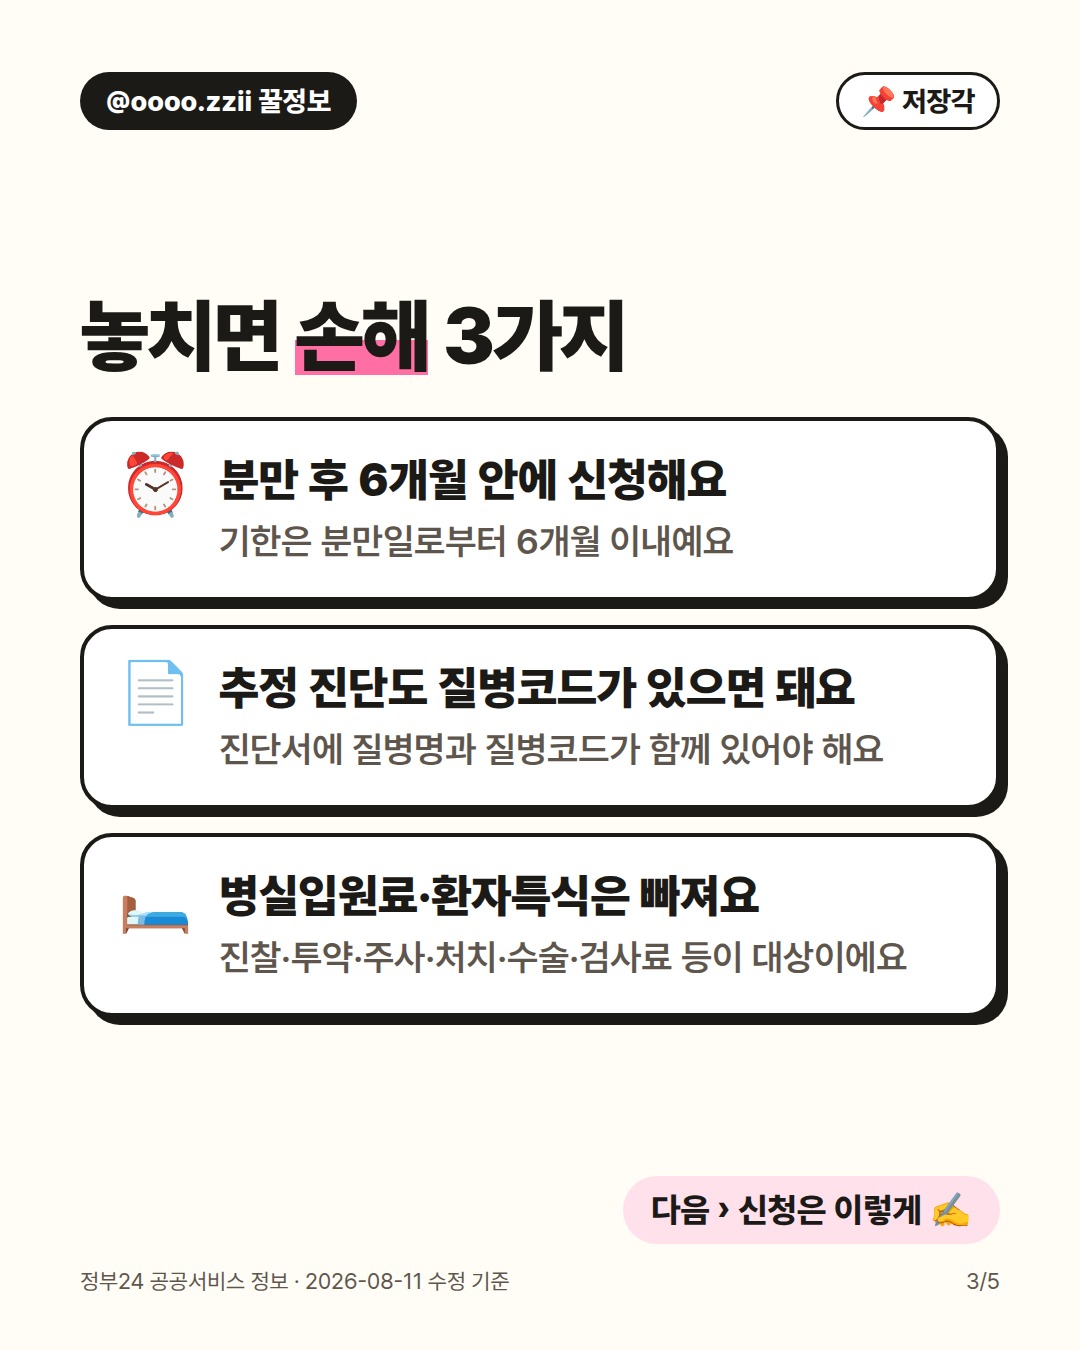 @oooo.zzii 꿀정보
📌 저장각
놓치면 손해 3가지
분만 후 6개월 안에 신청해요
기한은 분만일로부터 6개월 이내예요
추정 진단도 질병코드가 있으면 돼요
진단서에 질병명과 질병코드가 함께 있어야 해요
병실입원료·환자특식은 빠져요
진찰·투약·주사·처치·수술·검사료 등이 대상이에요
다음 › 신청은 이렇게 ✍️
정부24 공공서비스 정보 · 2026-08-11 수정 기준
3/5